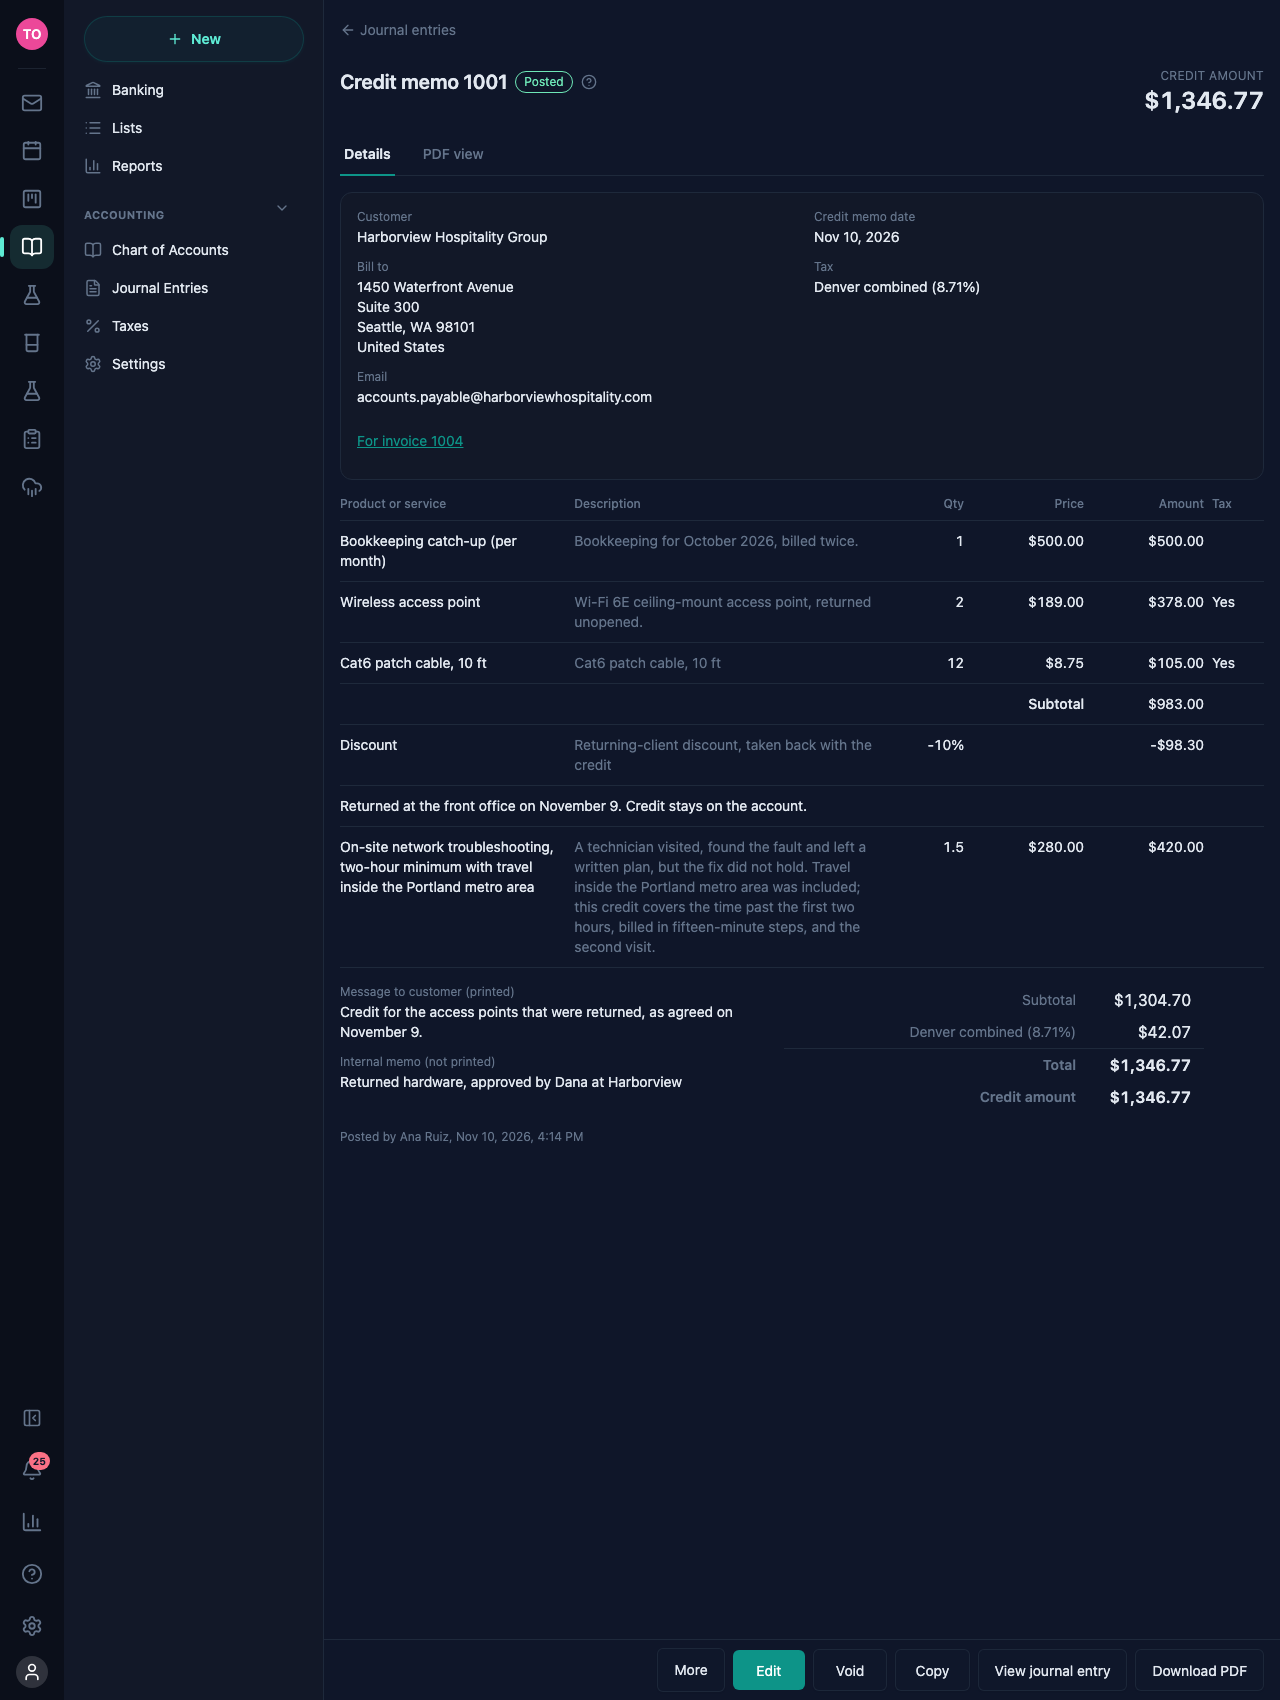 TO
New
Banking
Lists
Reports
ACCOUNTING
Chart of Accounts
Journal Entries
Taxes
Settings
25
Journal entries
Credit memo 1001 Posted
CREDIT AMOUNT
$1,346.77
Details PDF view
Customer
Harborview Hospitality Group
Bill to
1450 Waterfront Avenue
Suite 300
Seattle, WA 98101
United States
Email
accounts.payable@harborviewhospitality.com
For invoice 1004
Credit memo date
Nov 10, 2026
Tax
Denver combined (8.71%)
Product or service Description Qty Price Amount Tax
Bookkeeping catch-up (per Bookkeeping for October 2026, billed twice. 1 $500.00 $500.00
month)
Wireless access point Wi-Fi 6E ceiling-mount access point, returned 2 $189.00 $378.00 Yes
unopened.
Cat6 patch cable, 10 ft Cat6 patch cable, 10 ft 12 $8.75 $105.00 Yes
Subtotal $983.00
Discount Returning-client discount, taken back with the -10% -$98.30
credit
Returned at the front office on November 9. Credit stays on the account.
On-site network troubleshooting, A technician visited, found the fault and left a 1.5 $280.00 $420.00
two-hour minimum with travel written plan, but the fix did not hold. Travel
inside the Portland metro area inside the Portland metro area was included;
this credit covers the time past the first two
hours, billed in fifteen-minute steps, and the
second visit.
Message to customer (printed)
Credit for the access points that were returned, as agreed on
November 9.
Internal memo (not printed)
Returned hardware, approved by Dana at Harborview
Subtotal $1,304.70
Denver combined (8.71%) $42.07
Total $1,346.77
Credit amount $1,346.77
Posted by Ana Ruiz, Nov 10, 2026, 4:14 PM
More Edit Void Copy View journal entry Download PDF